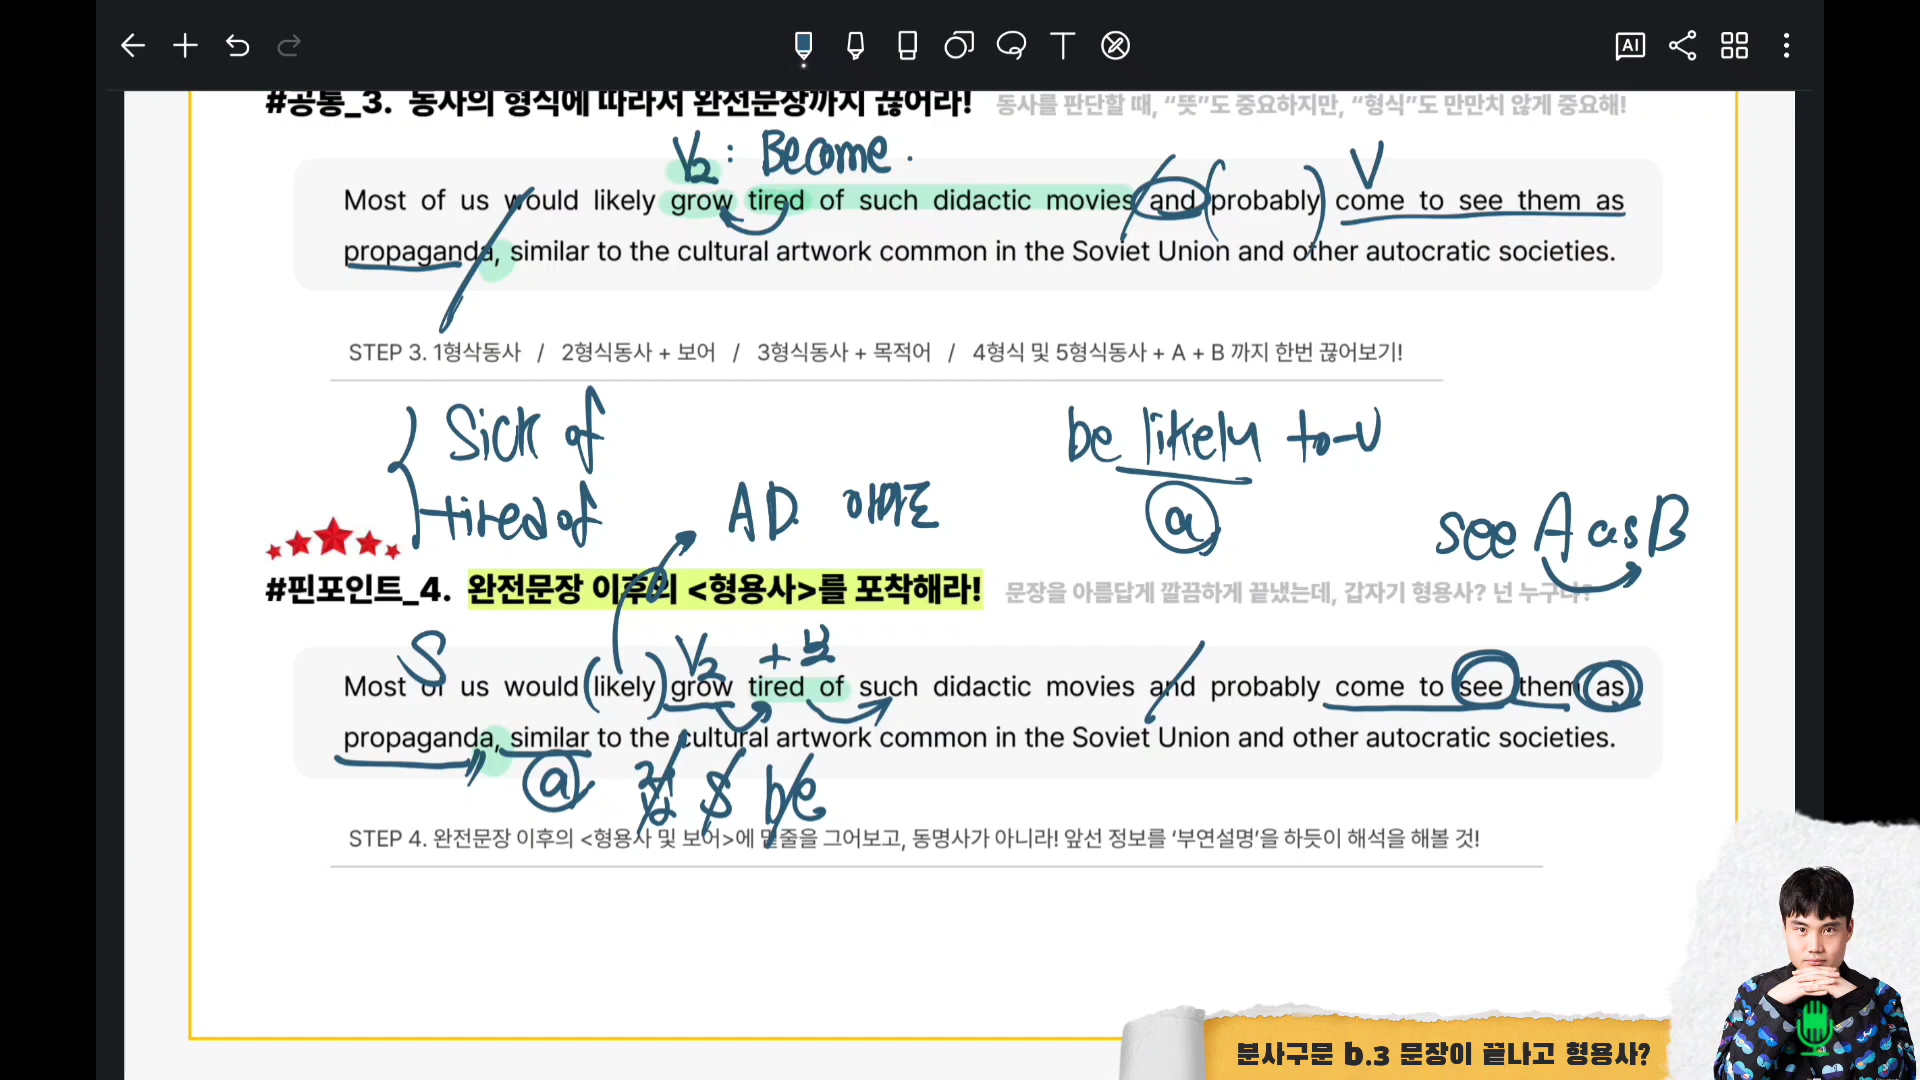 #공통_3. 동사의 형식에 따라서 완전문장까지 끊어라! 동사를 판단할 때, “뜻”도 중요하지만, “형식”도 만만치 않게 중요해!
V2 : Become.
V
Most of us would likely grow tired of such didactic movies and probably come to see them as
propaganda, similar to the cultural artwork common in the Soviet Union and other autocratic societies.
STEP 3. 1형식동사 / 2형식동사 + 보어 / 3형식동사 + 목적어 / 4형식 및 5형식동사 + A + B 까지 한번 끊어보기!
Sick of
tired of
be likely to-V
a
AD. 아마도
see A as B
#핀포인트_4. 완전문장 이후의 <형용사>를 포착해라! 문장을 아름답게 깔끔하게 끝냈는데, 갑자기 형용사? 넌 누구냐?
S
V2 + 보
Most of us would (likely) grow tired of such didactic movies and probably come to see them as
propaganda, similar to the cultural artwork common in the Soviet Union and other autocratic societies.
a
접 S be
STEP 4. 완전문장 이후의 <형용사 및 보어>에 밑줄을 그어보고, 동명사가 아니라! 앞선 정보를 ‘부연설명’을 하듯이 해석을 해볼 것!
분사구문 b.3 문장이 끝나고 형용사?
AI
T